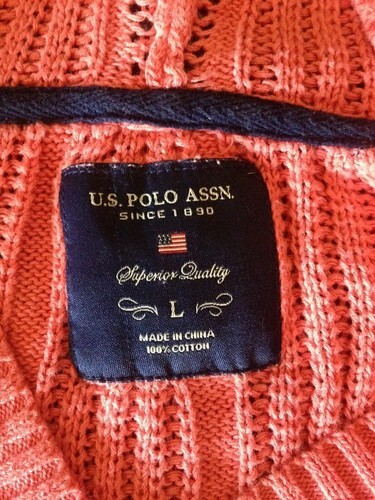 U.S. POLO ASSN.
SINCE 1890
Superior Quality
L
MADE IN CHINA
100% COTTON